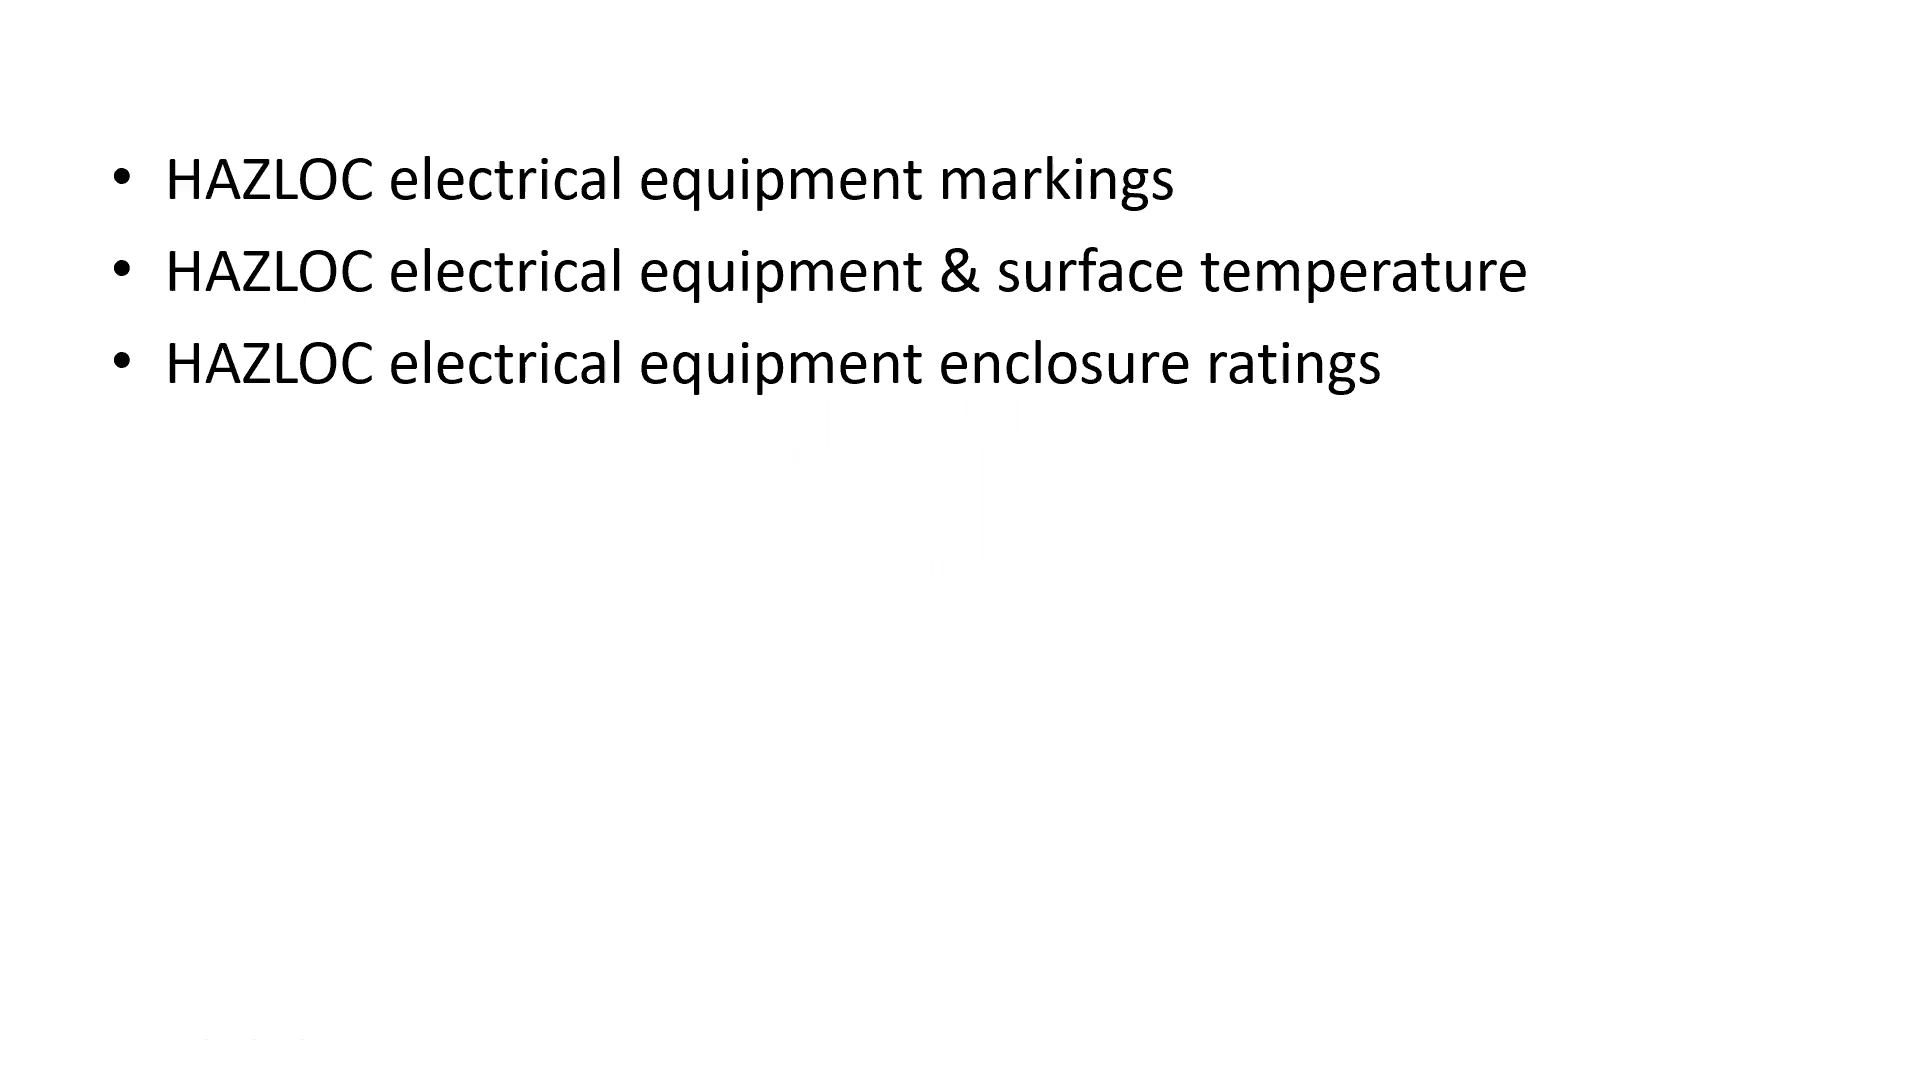 • HAZLOC electrical equipment markings
• HAZLOC electrical equipment & surface temperature
• HAZLOC electrical equipment enclosure ratings